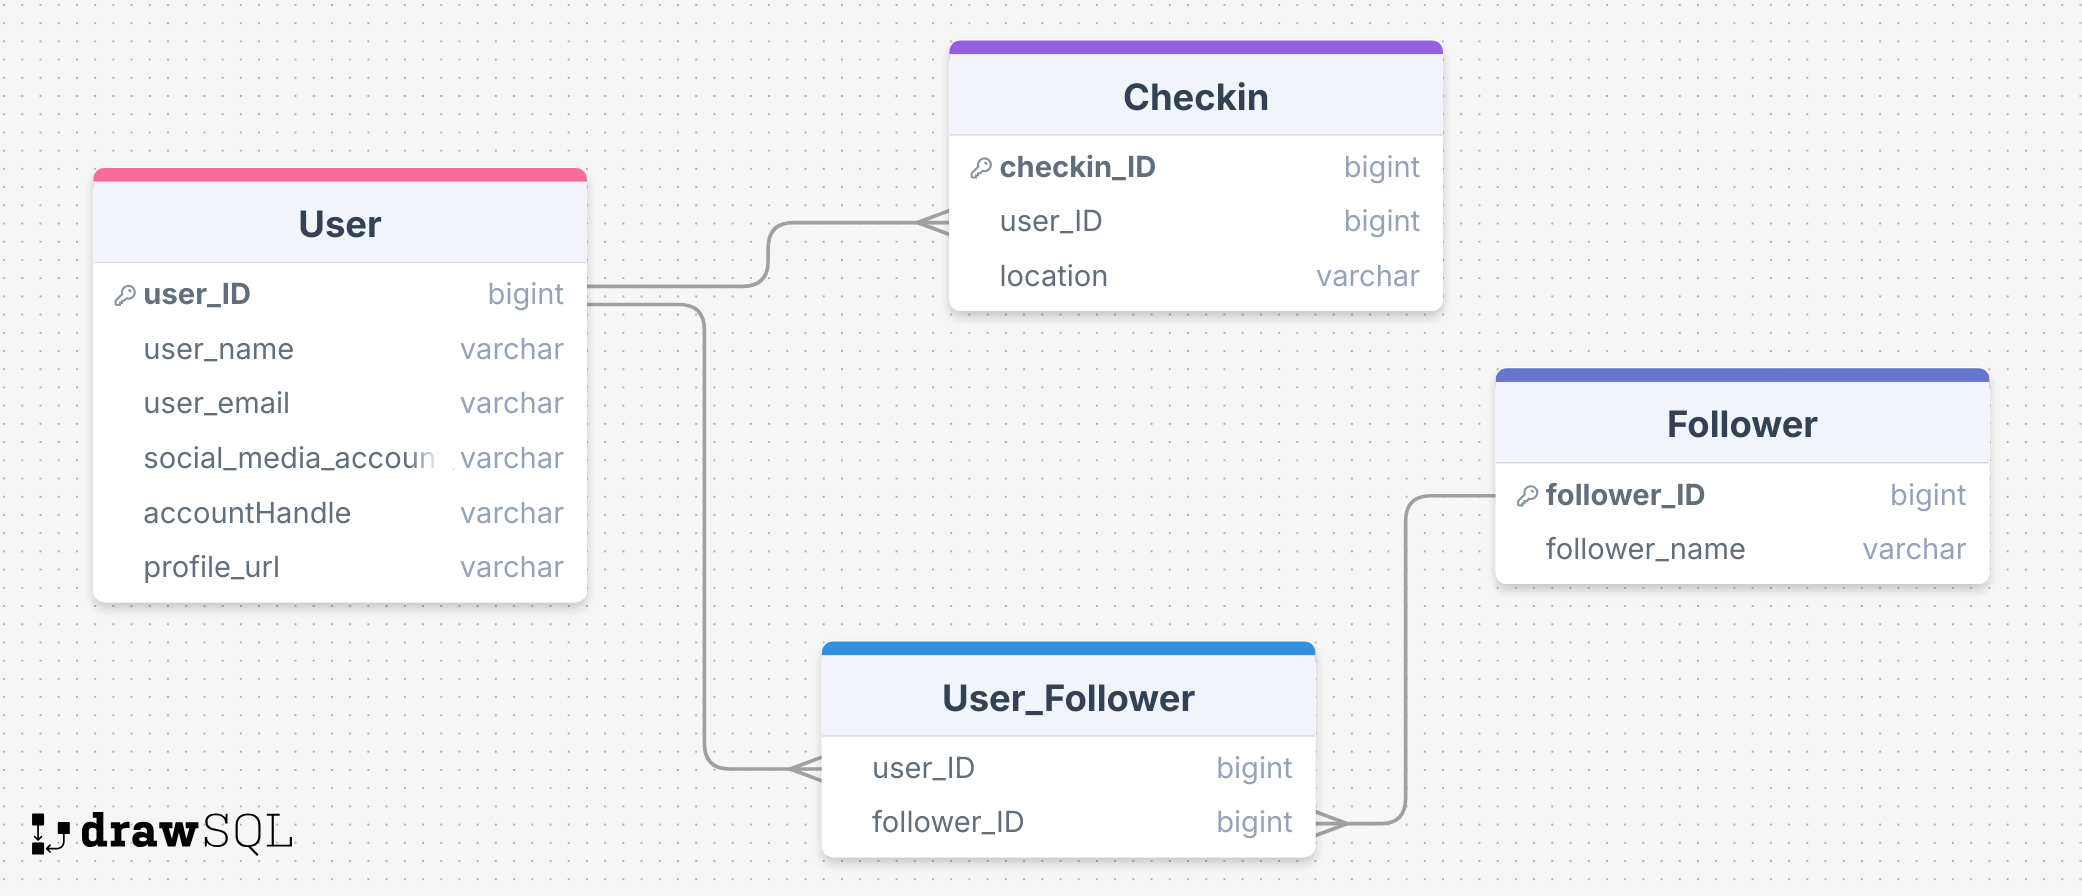 Checkin
checkin_ID bigint
user_ID bigint
location varchar
User
user_ID bigint
user_name varchar
user_email varchar
social_media_accoun varchar
accountHandle varchar
profile_url varchar
Follower
follower_ID bigint
follower_name varchar
User_Follower
user_ID bigint
follower_ID bigint
drawSQL